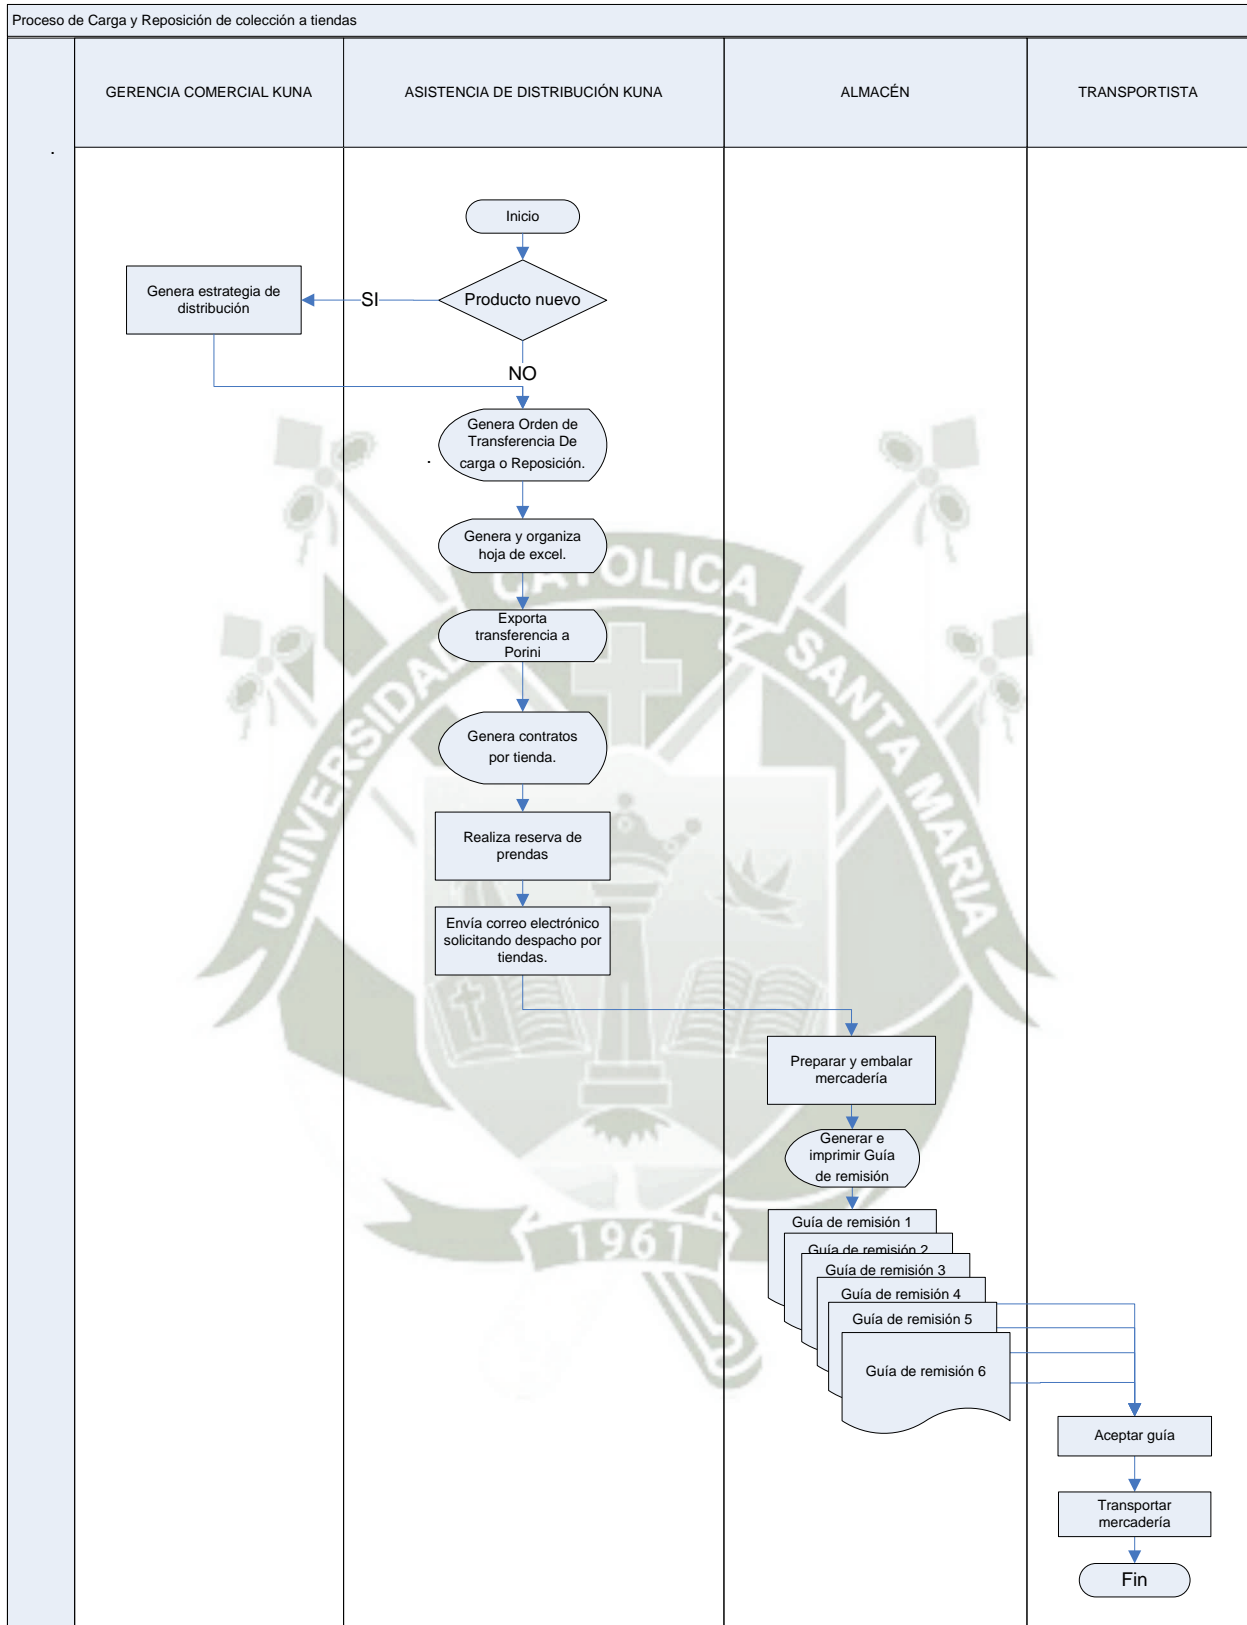 Proceso de Carga y Reposición de colección a tiendas
GERENCIA COMERCIAL KUNA
ASISTENCIA DE DISTRIBUCIÓN KUNA
ALMACÉN
TRANSPORTISTA
Inicio
Producto nuevo
SI
Genera estrategia de
distribución
NO
Genera Orden de
Transferencia De
carga o Reposición.
Genera y organiza
hoja de excel.
Exporta
transferencia a
Porini
Genera contratos
por tienda.
Realiza reserva de
prendas
Envía correo electrónico
solicitando despacho por
tiendas.
Preparar y embalar
mercadería
Generar e
imprimir Guía
de remisión
Guía de remisión 1
Guía de remisión 2
Guía de remisión 3
Guía de remisión 4
Guía de remisión 5
Guía de remisión 6
Aceptar guía
Transportar
mercadería
Fin
UNIVERSIDAD CATOLICA SANTA MARIA
1961